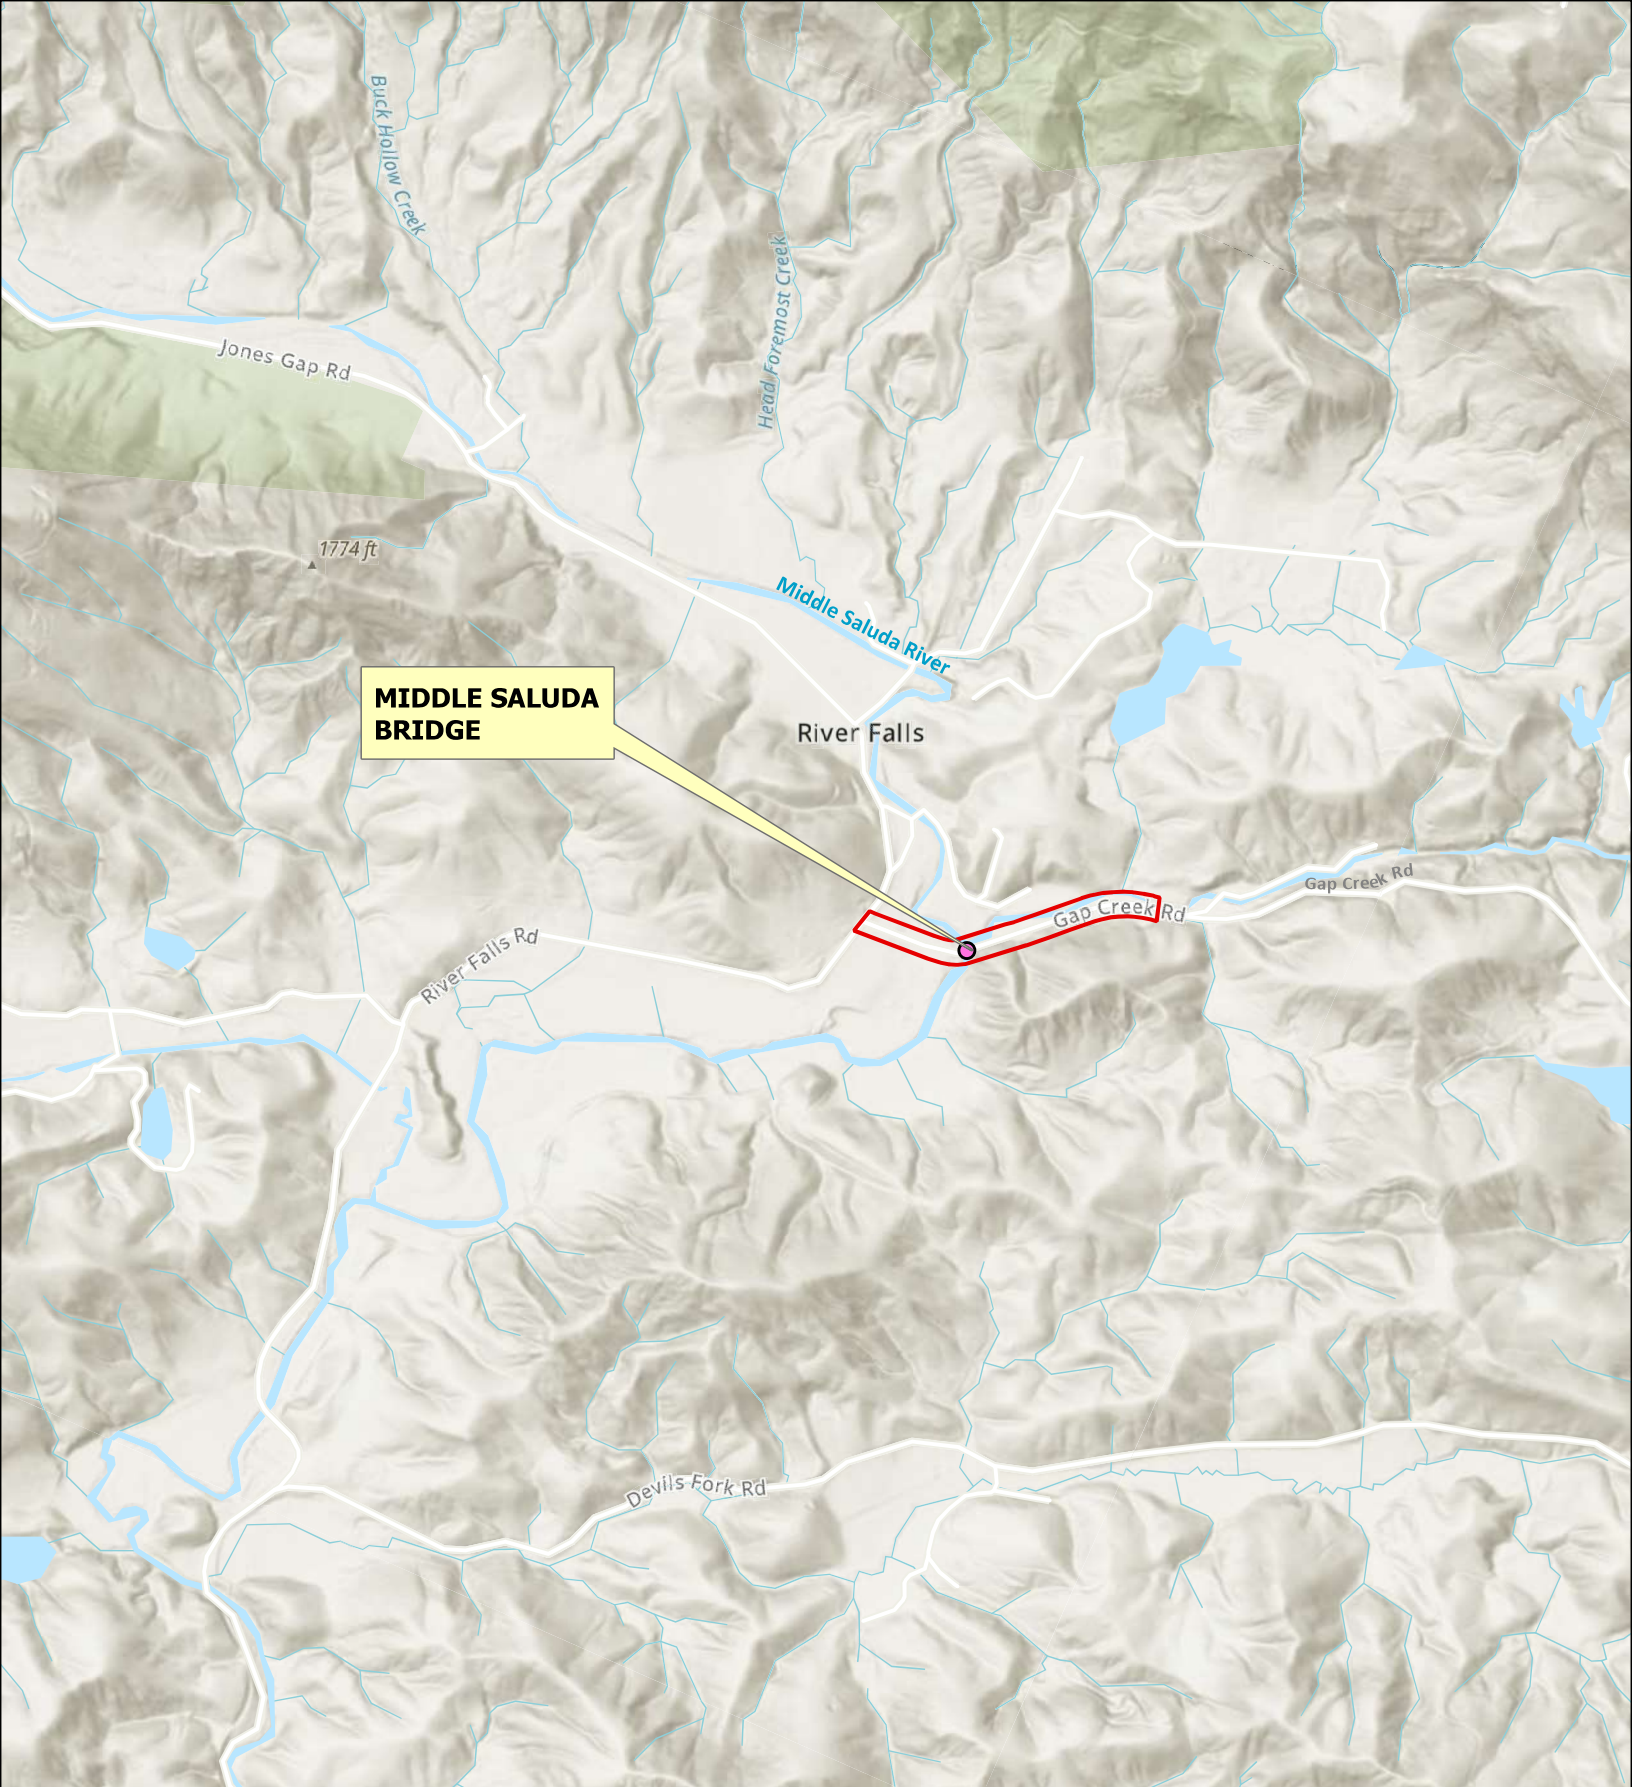 Buck Hollow Creek
Head Foremost Creek
Jones Gap Rd
1774 ft
Middle Saluda River
MIDDLE SALUDA
BRIDGE
River Falls
Gap Creek Rd
Gap Creek Rd
River Falls Rd
Devils Fork Rd